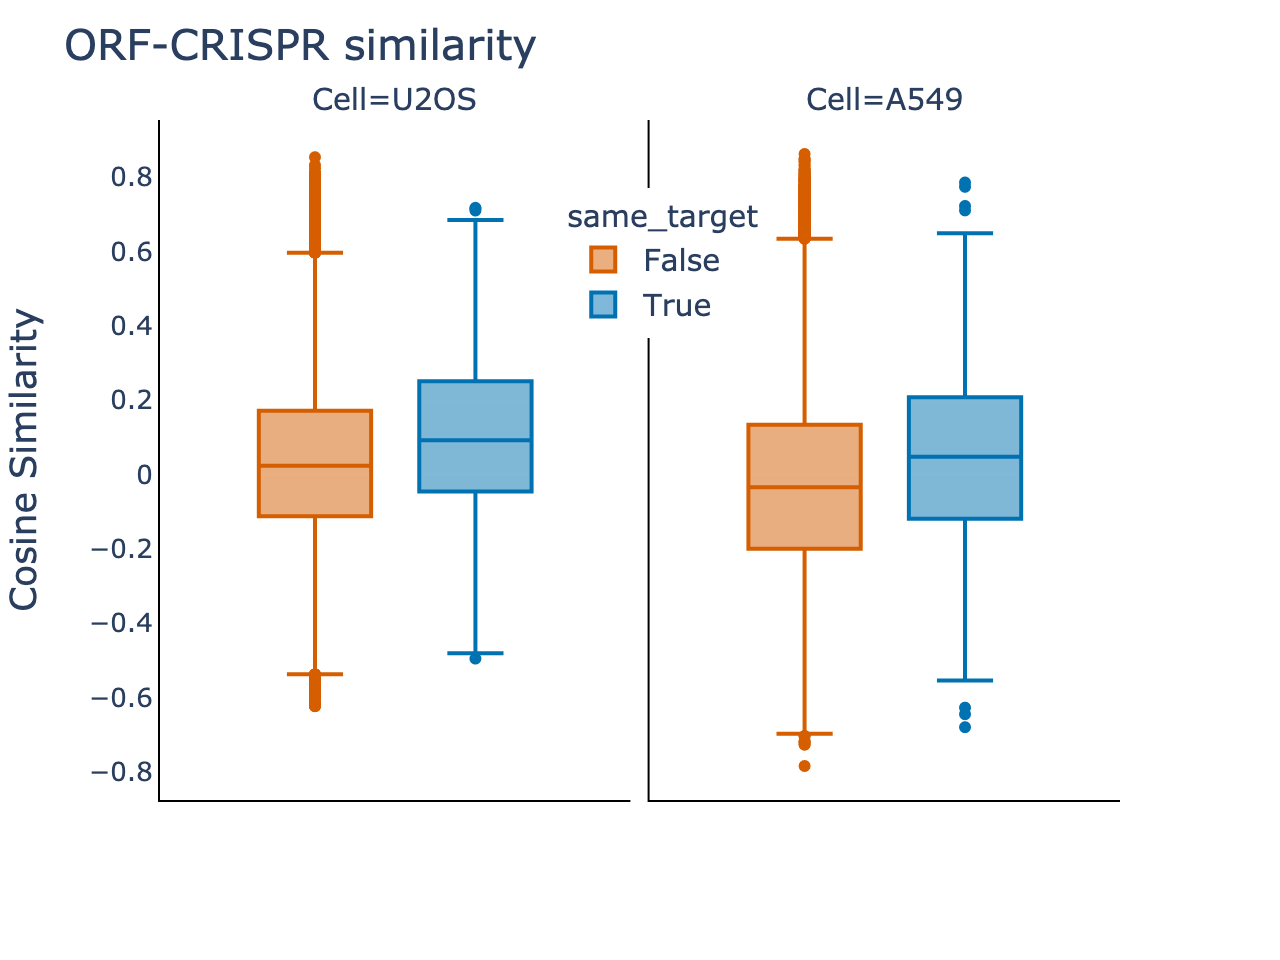 ORF-CRISPR similarity
Cell=U2OS
Cell=A549
Cosine Similarity
0.8
0.6
0.4
0.2
0
−0.2
−0.4
−0.6
−0.8
same_target
False
True